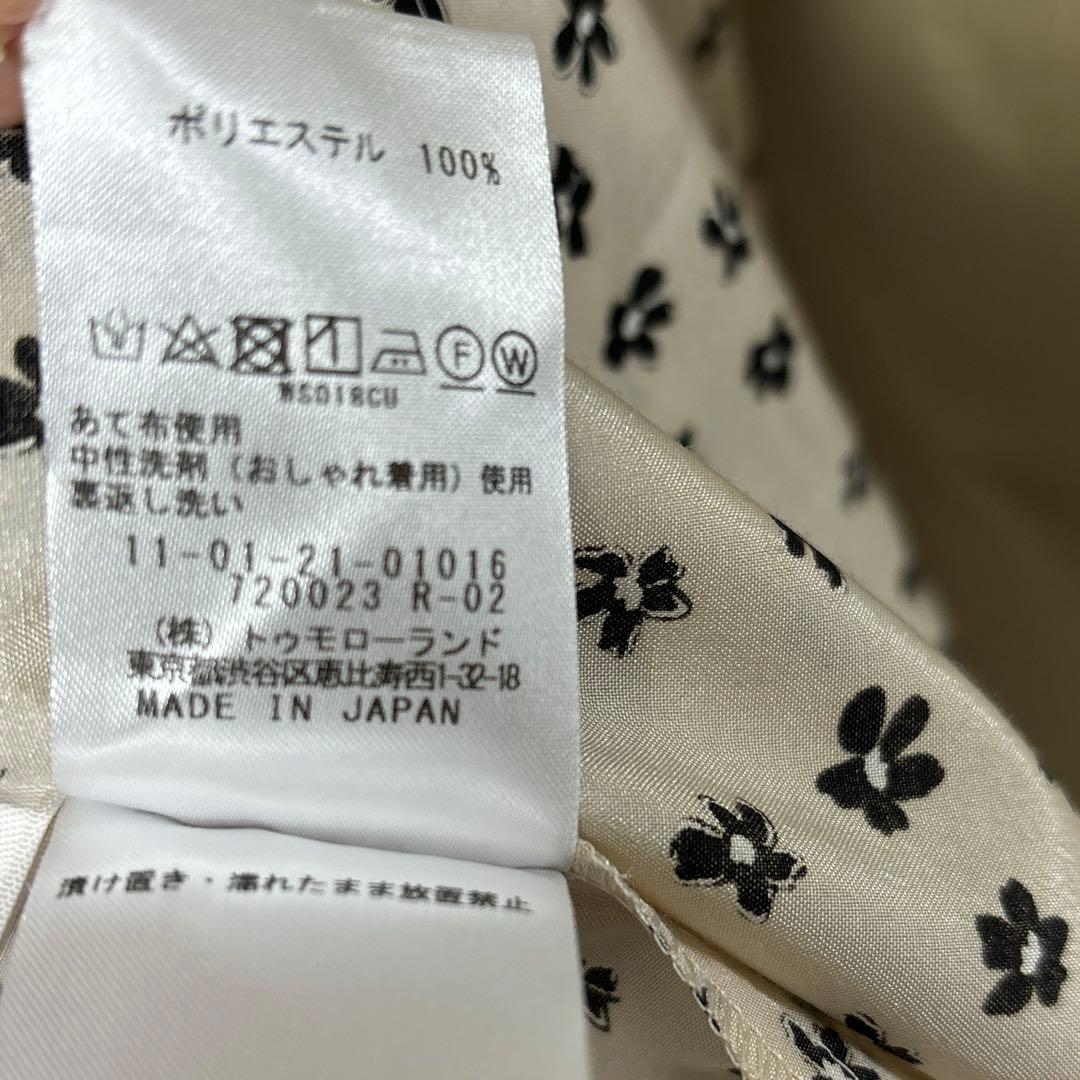 ポリエステル 100%
F W
WS018CU
あて布使用
中性洗剤 (おしゃれ着用) 使用
裏返し洗い
11-01-21-01016
720023 R-02
(株) トゥモローランド
東京都渋谷区恵比寿西1-32-18
MADE IN JAPAN
漬け置き・濡れたまま放置禁止